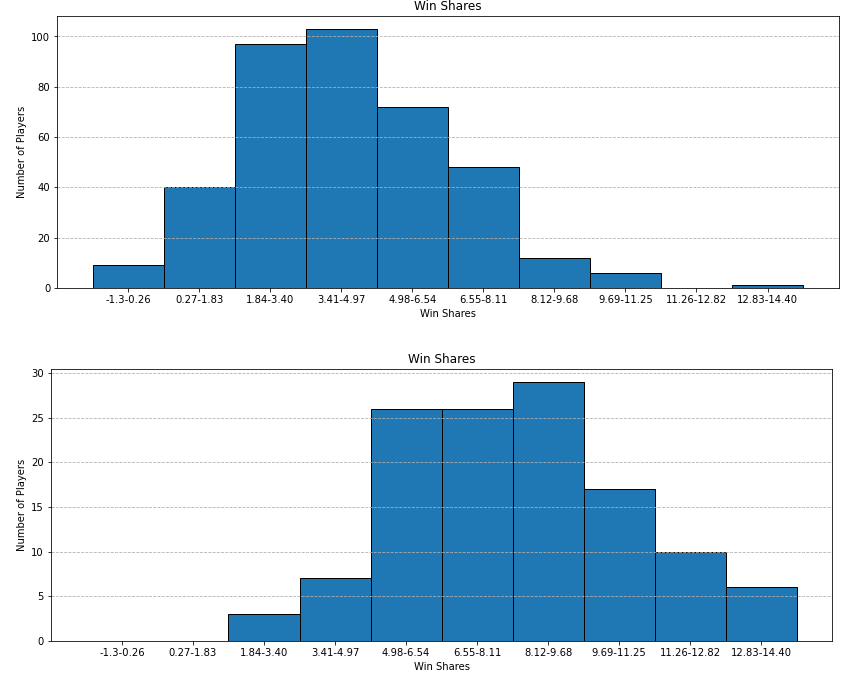 Win Shares
100
80
60
40
20
0
Number of Players
-1.3-0.26 0.27-1.83 1.84-3.40 3.41-4.97 4.98-6.54 6.55-8.11 8.12-9.68 9.69-11.25 11.26-12.82 12.83-14.40
Win Shares
Win Shares
30
25
20
15
10
5
0
Number of Players
-1.3-0.26 0.27-1.83 1.84-3.40 3.41-4.97 4.98-6.54 6.55-8.11 8.12-9.68 9.69-11.25 11.26-12.82 12.83-14.40
Win Shares